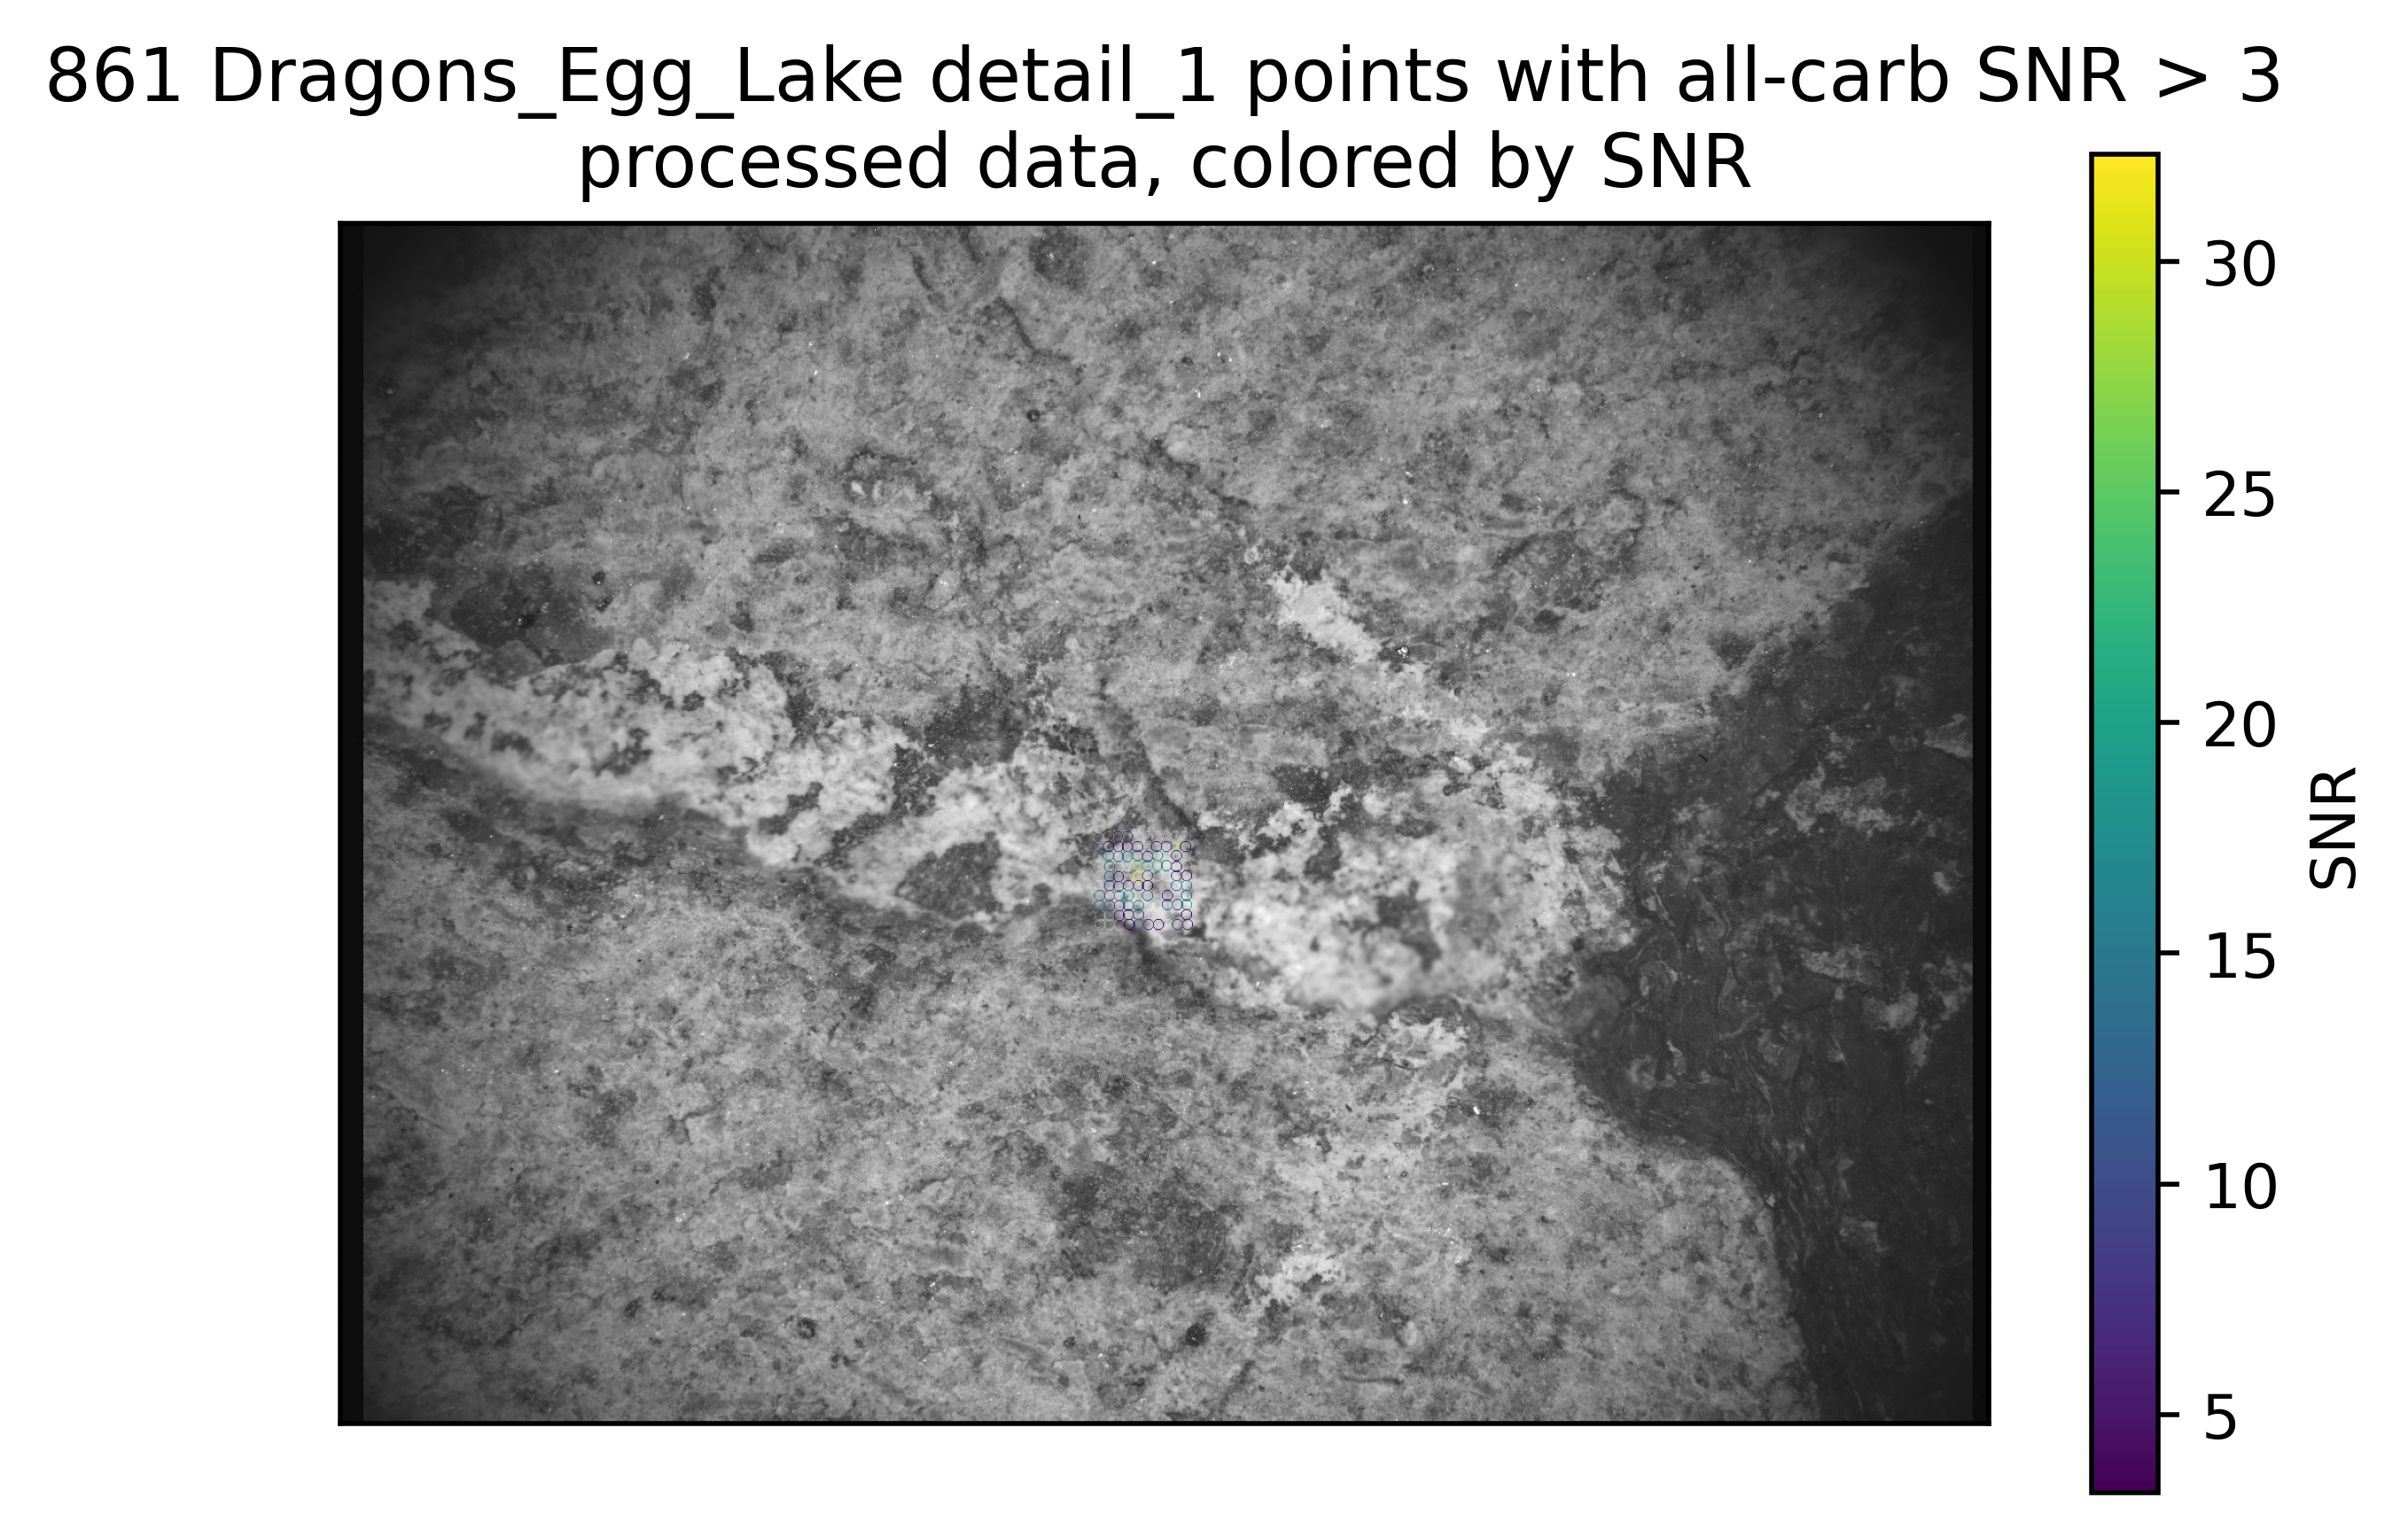 861 Dragons_Egg_Lake detail_1 points with all-carb SNR > 3
processed data, colored by SNR
30
25
20
15
10
5
SNR